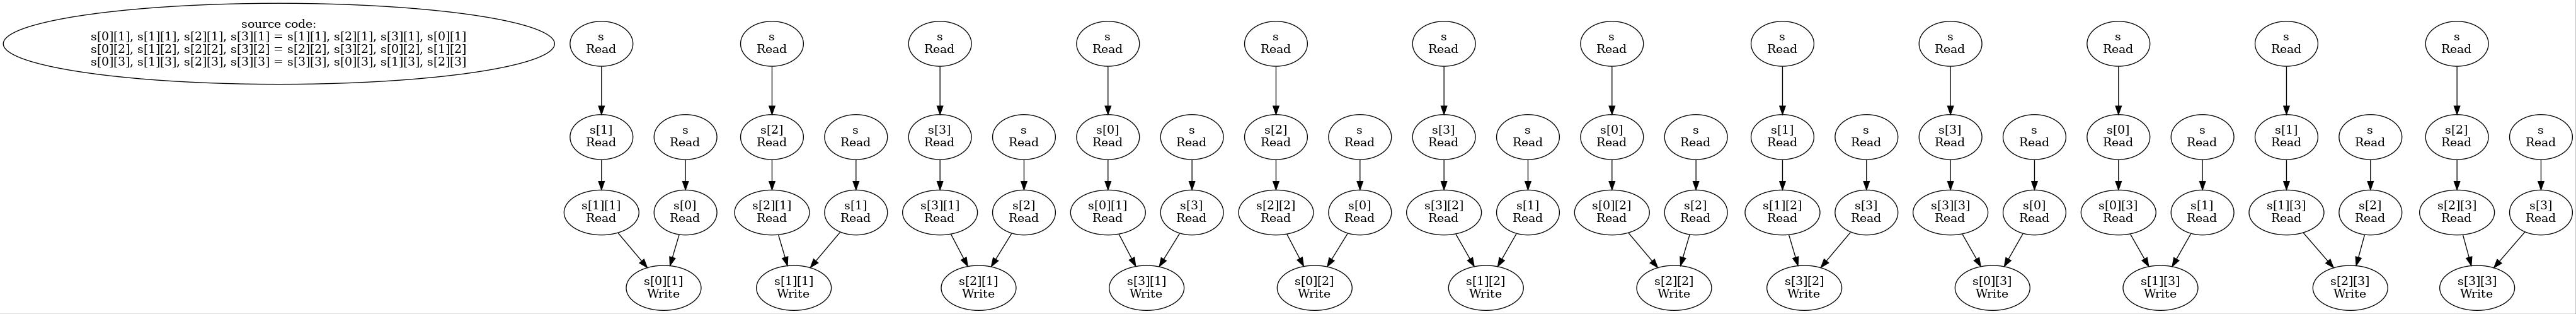 source code:
s[0][1], s[1][1], s[2][1], s[3][1] = s[1][1], s[2][1], s[3][1], s[0][1]
s[0][2], s[1][2], s[2][2], s[3][2] = s[2][2], s[3][2], s[0][2], s[1][2]
s[0][3], s[1][3], s[2][3], s[3][3] = s[3][3], s[0][3], s[1][3], s[2][3]
s
Read
s
Read
s
Read
s
Read
s
Read
s
Read
s
Read
s
Read
s
Read
s
Read
s
Read
s
Read
s[1]
Read
s
Read
s[2]
Read
s
Read
s[3]
Read
s
Read
s[0]
Read
s
Read
s[2]
Read
s
Read
s[3]
Read
s
Read
s[0]
Read
s
Read
s[1]
Read
s
Read
s[3]
Read
s
Read
s[0]
Read
s
Read
s[1]
Read
s
Read
s[2]
Read
s
Read
s[1][1]
Read
s[0]
Read
s[2][1]
Read
s[1]
Read
s[3][1]
Read
s[2]
Read
s[0][1]
Read
s[3]
Read
s[2][2]
Read
s[0]
Read
s[3][2]
Read
s[1]
Read
s[0][2]
Read
s[2]
Read
s[1][2]
Read
s[3]
Read
s[3][3]
Read
s[0]
Read
s[0][3]
Read
s[1]
Read
s[1][3]
Read
s[2]
Read
s[2][3]
Read
s[3]
Read
s[0][1]
Write
s[1][1]
Write
s[2][1]
Write
s[3][1]
Write
s[0][2]
Write
s[1][2]
Write
s[2][2]
Write
s[3][2]
Write
s[0][3]
Write
s[1][3]
Write
s[2][3]
Write
s[3][3]
Write